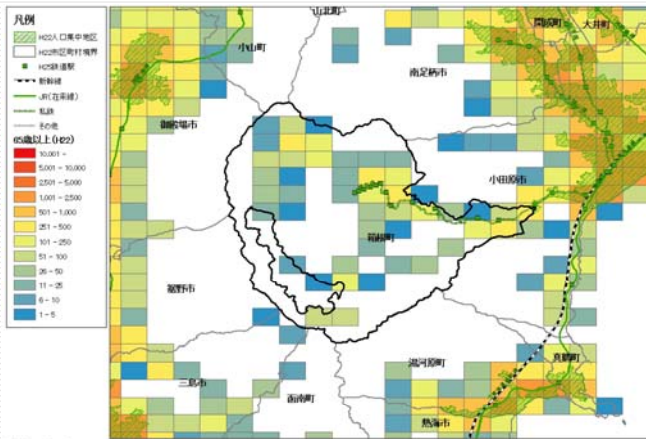 凡例
H22人口集中地区
H22市区町村境界
H25鉄道駅
新幹線
JR(在来線)
私鉄
その他
65歳以上(H22)
10,001 -
5,001 - 10,000
2,501 - 5,000
1,001 - 2,500
501 - 1,000
251 - 500
101 - 250
51 - 100
26 - 50
11 - 25
6 - 10
1 - 5
山北町
開成町
大井町
小山町
南足柄市
御殿場市
小田原市
箱根町
裾野市
湯河原町
真鶴町
三島市
函南町
熱海市